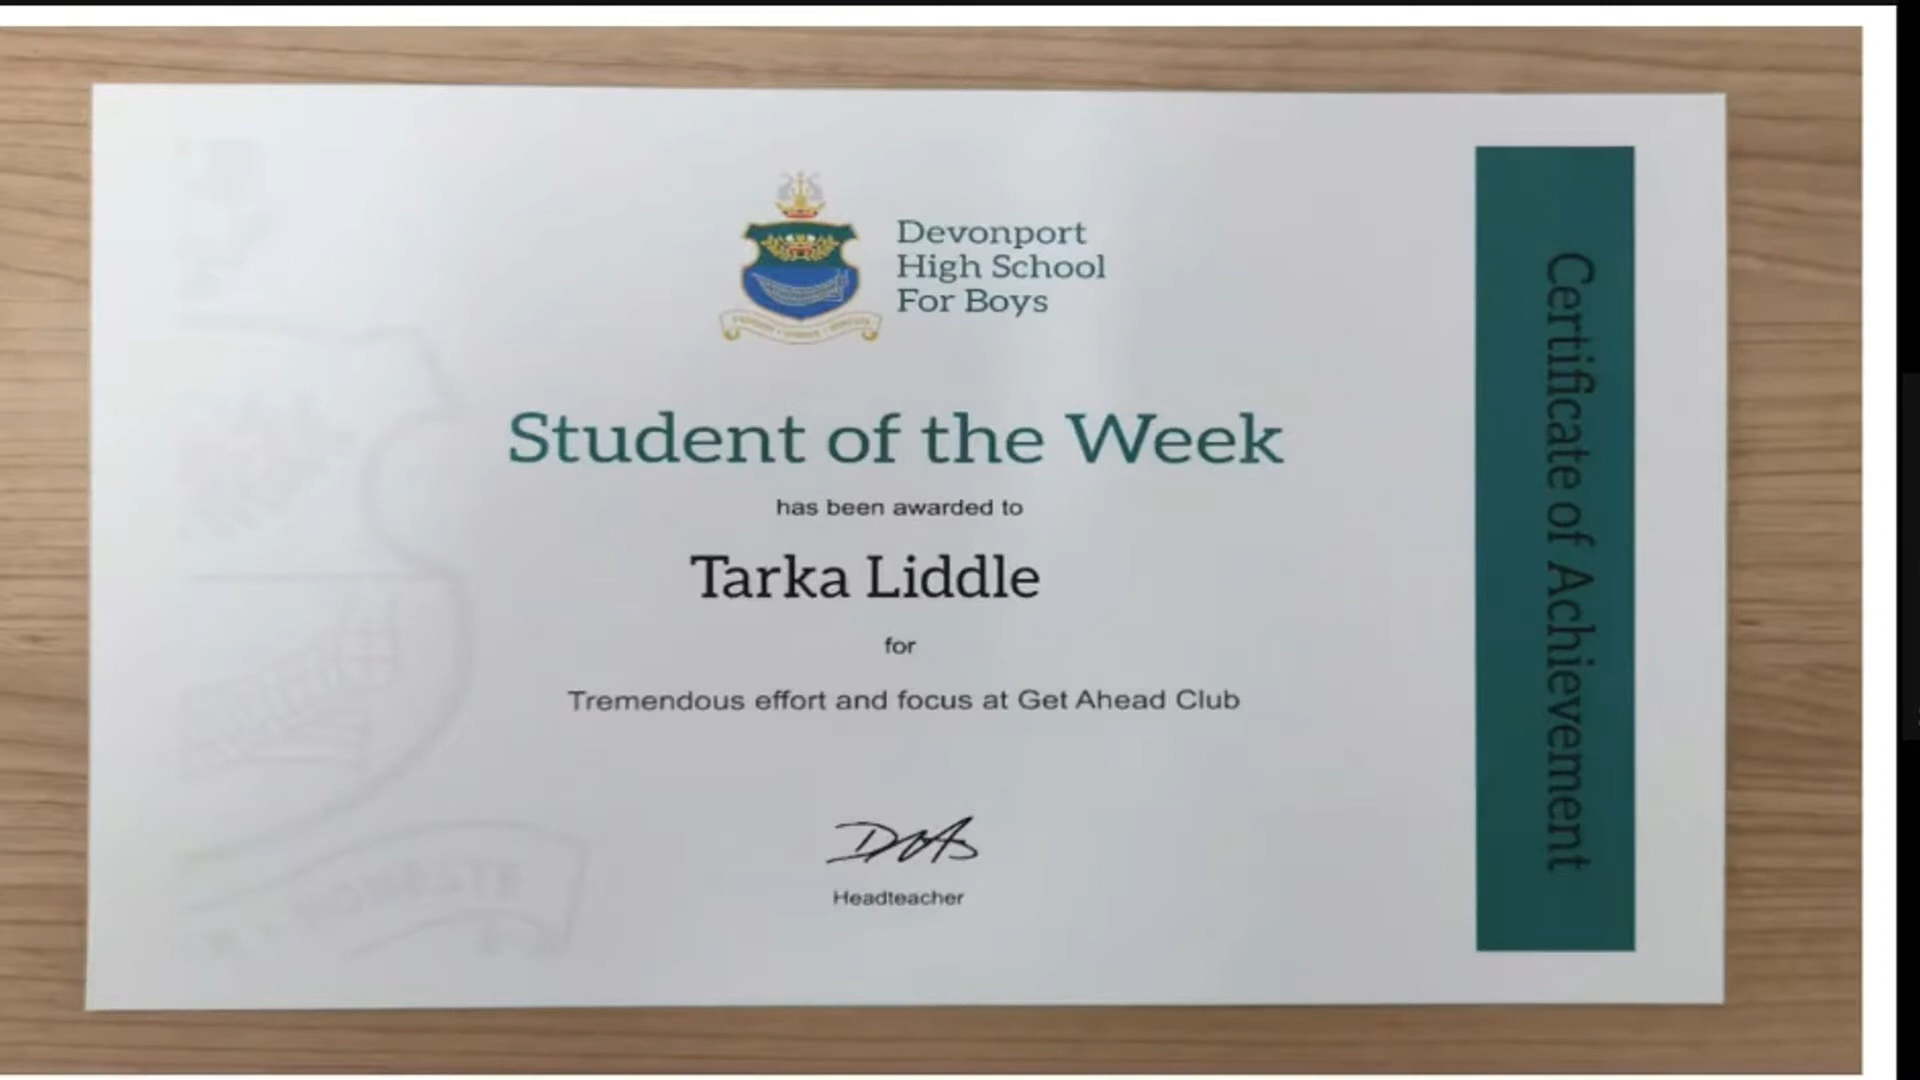 Devonport
High School
For Boys
Student of the Week
has been awarded to
Tarka Liddle
for
Tremendous effort and focus at Get Ahead Club
Headteacher
Certificate of Achievement